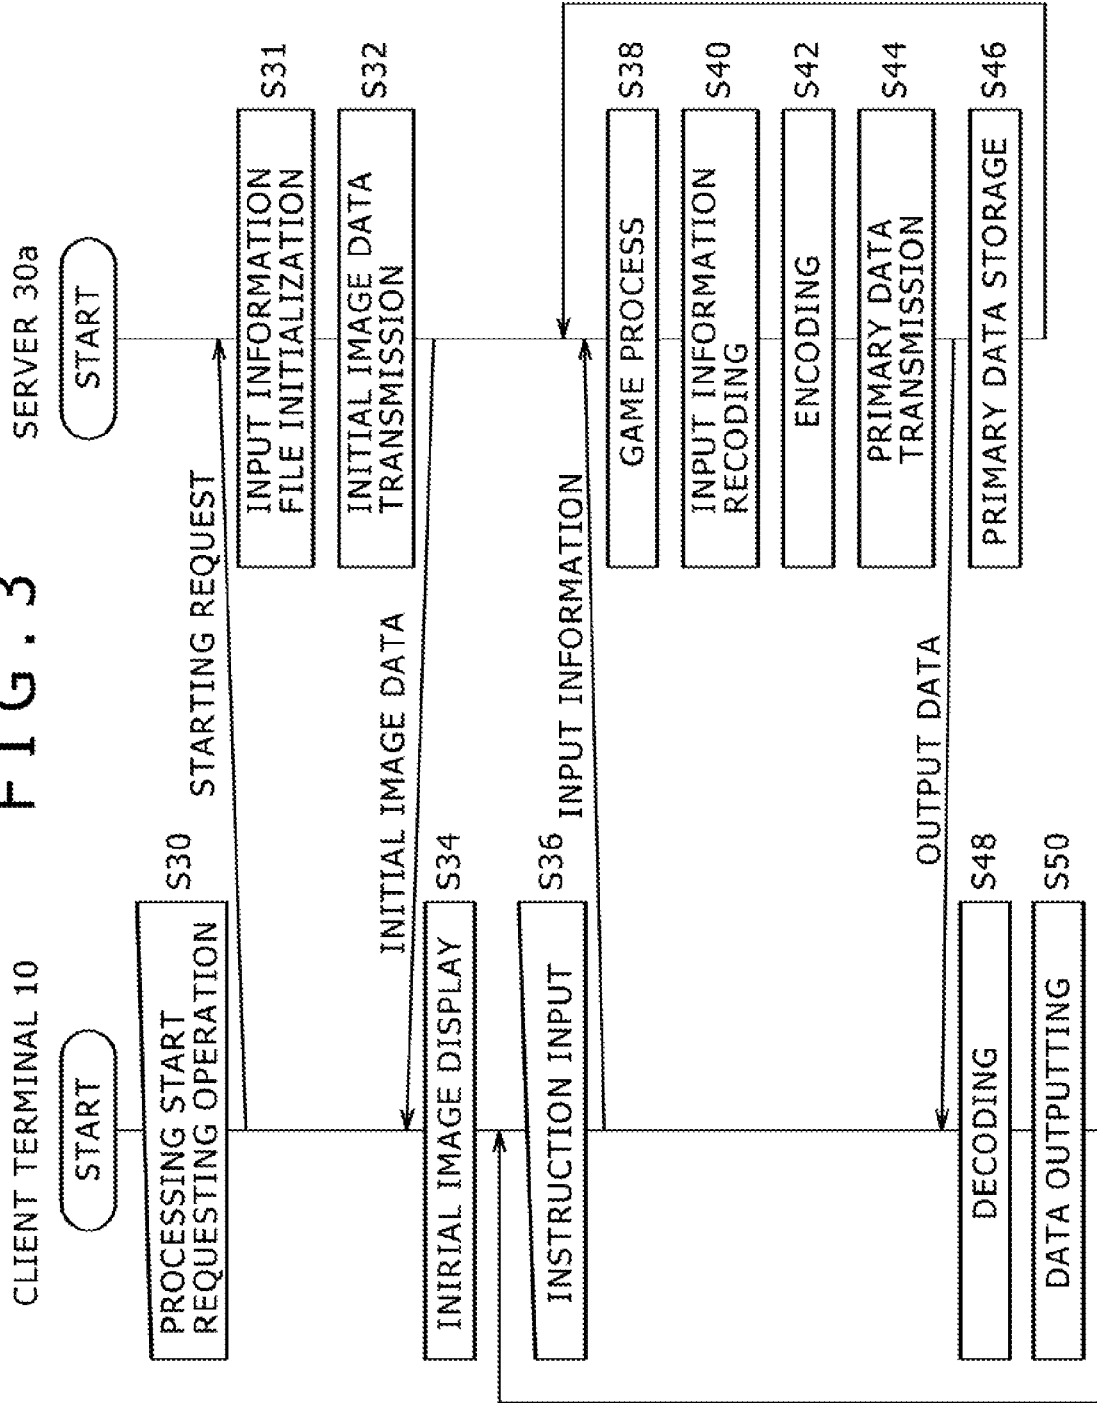 FIG.3
CLIENT TERMINAL 10
SERVER 30a
START
START
PROCESSING START
REQUESTING OPERATION
S30
STARTING REQUEST
INPUT INFORMATION
FILE INITIALIZATION
S31
INITIAL IMAGE DATA
TRANSMISSION
S32
INITIAL IMAGE DATA
INIRIAL IMAGE DISPLAY
S34
INSTRUCTION INPUT
S36
INPUT INFORMATION
GAME PROCESS
S38
INPUT INFORMATION
RECODING
S40
ENCODING
S42
PRIMARY DATA
TRANSMISSION
S44
OUTPUT DATA
PRIMARY DATA STORAGE
S46
DECODING
S48
DATA OUTPUTTING
S50